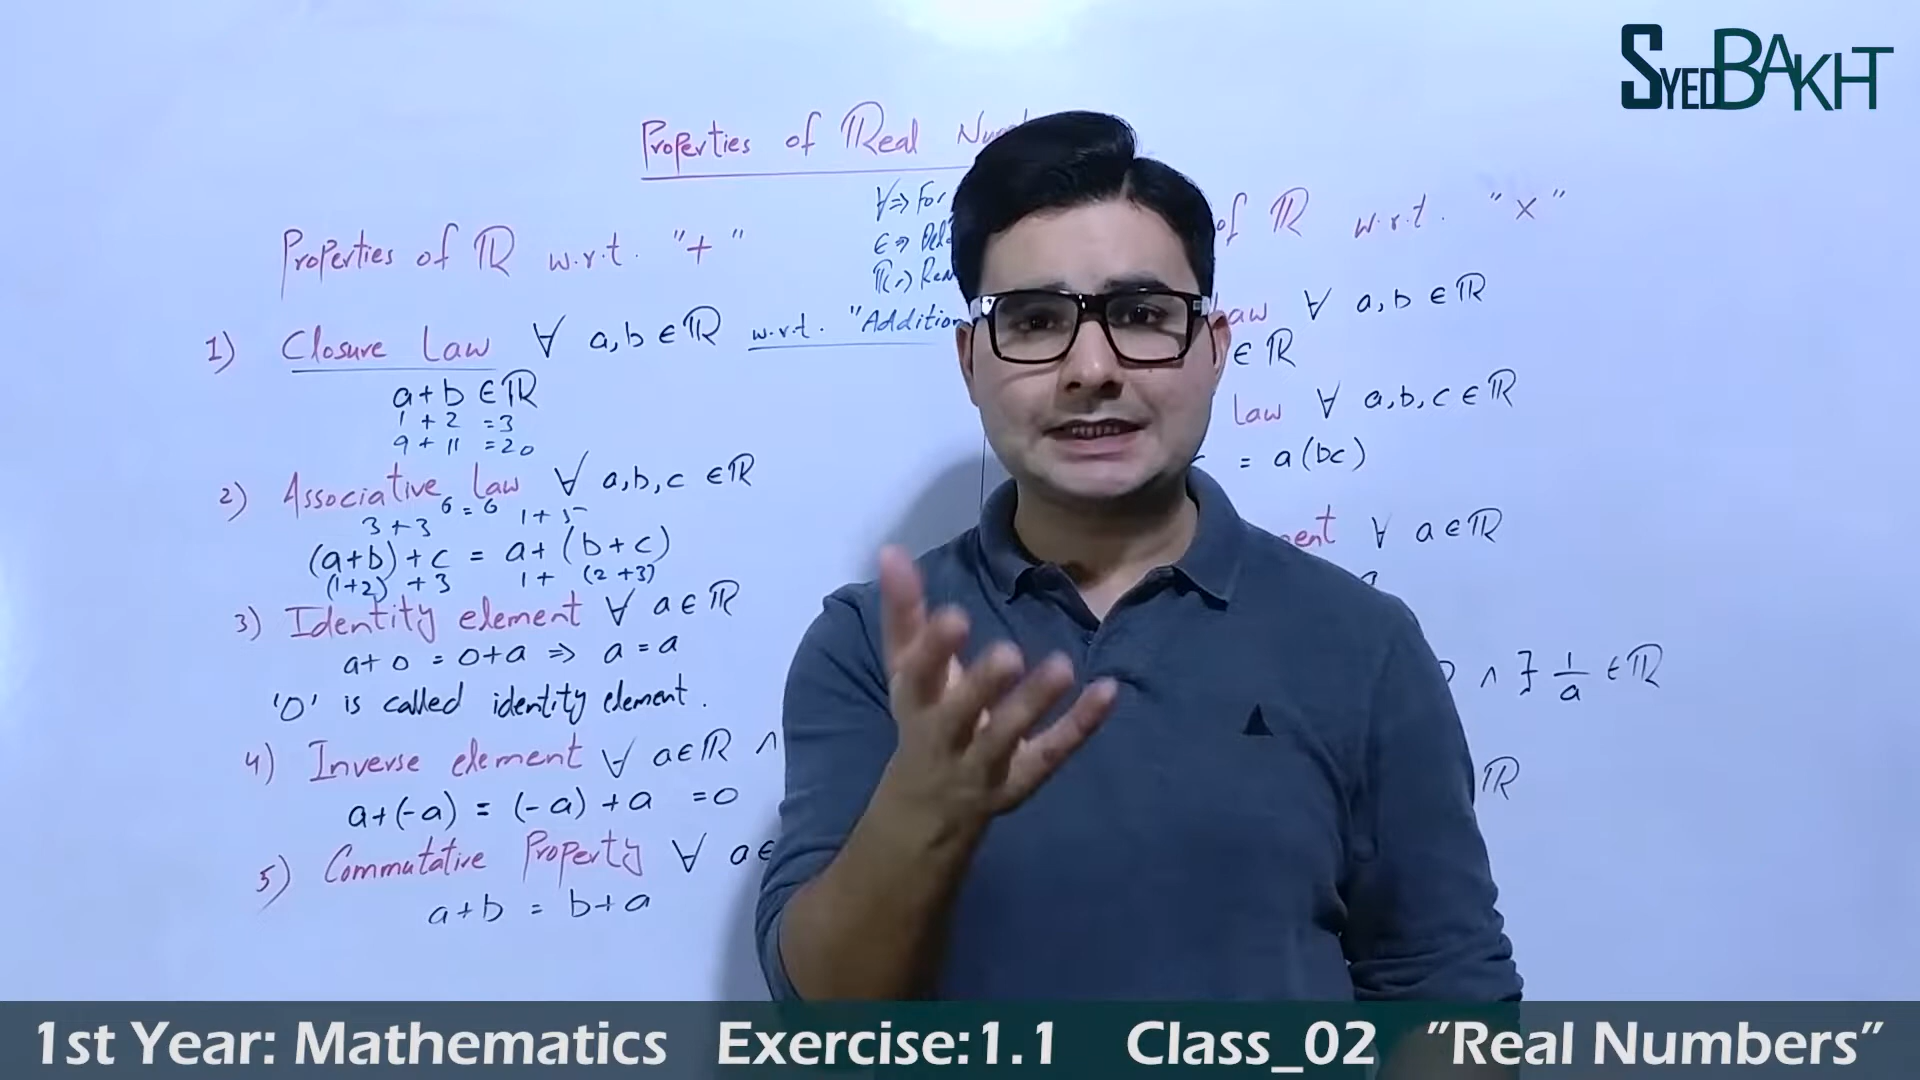 SYEDBAKHT
Properties of ℝeal
∀ => For
∈ =>
Properties of ℝ w.r.t. "+"
1) Closure Law ∀ a,b ∈ ℝ w.r.t. "Addition
a+b ∈ ℝ
1 + 2 = 3
9 + 11 = 20
2) Associative Law ∀ a,b,c ∈ ℝ
6 = 6
3+3 1+5
(a+b)+c = a+(b+c)
(1+2) +3 1+ (2+3)
3) Identity element ∀ a ∈ ℝ
a+0 = 0+a => a = a
'0' is called identity element.
4) Inverse element ∀ a ∈ ℝ ∧
a+(-a) = (-a)+a = 0
5) Commutative Property ∀ a ∈
a+b = b+a
of ℝ w.r.t. "×"
aw ∀ a,b ∈ ℝ
∈ ℝ
Law ∀ a,b,c ∈ ℝ
= a(bc)
ent ∀ a ∈ ℝ
∧ ∃ 1/a ∈ ℝ
ℝ
1st Year: Mathematics Exercise:1.1 Class_02 "Real Numbers"